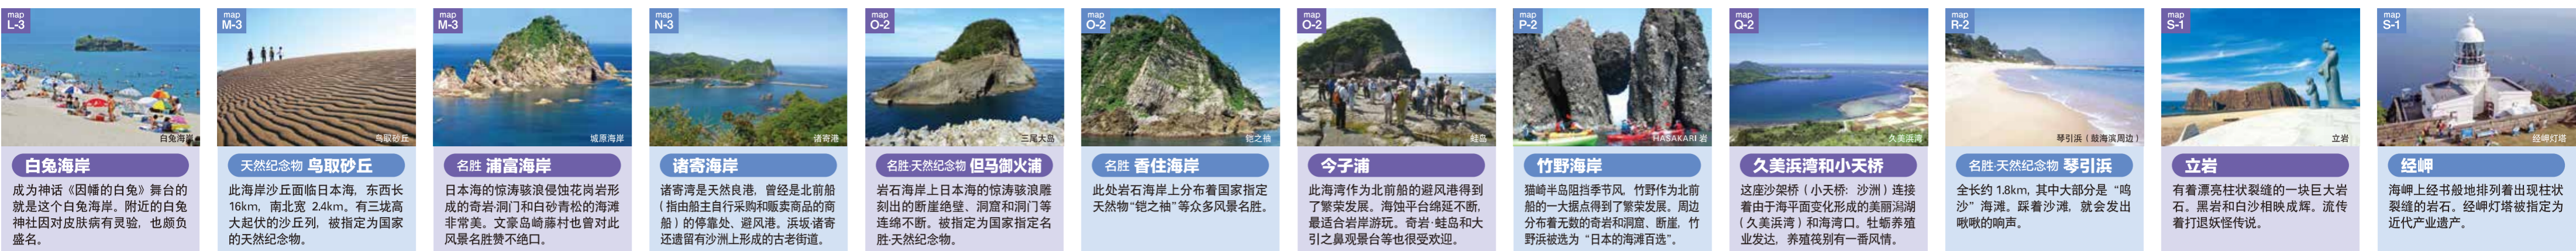 map
L-3
白兔海岸
白兔海岸
成为神话《因幡的白兔》舞台的
就是这个白兔海岸。附近的白兔
神社因对皮肤病有灵验，也颇负
盛名。
map
M-3
鸟取砂丘
天然纪念物 鸟取砂丘
此海岸沙丘面临日本海，东西长
16km，南北宽 2.4km。有三垅高
大起伏的沙丘列，被指定为国家
的天然纪念物。
map
M-3
城原海岸
名胜 浦富海岸
日本海的惊涛骇浪侵蚀花岗岩形
成的奇岩·洞门和白砂青松的海滩
非常美。文豪岛崎藤村也曾对此
风景名胜赞不绝口。
map
N-3
诸寄港
诸寄海岸
诸寄湾是天然良港，曾经是北前船
（指由船主自行采购和贩卖商品的商
船）的停靠处、避风港。浜坂·诸寄
还遗留有沙洲上形成的古老街道。
map
O-2
三尾大岛
名胜·天然纪念物 但马御火浦
岩石海岸上日本海的惊涛骇浪雕
刻出的断崖绝壁、洞窟和洞门等
连绵不断。被指定为国家指定名
胜·天然纪念物。
map
O-2
铠之袖
名胜 香住海岸
此处岩石海岸上分布着国家指定
天然物“铠之袖”等众多风景名胜。
map
O-2
蛙岛
今子浦
此海湾作为北前船的避风港得到
了繁荣发展。海蚀平台绵延不断，
最适合岩岸游玩。奇岩·蛙岛和大
引之鼻观景台等也很受欢迎。
map
P-2
HASAKARI 岩
竹野海岸
猫崎半岛阻挡季节风，竹野作为北前
船的一大据点得到了繁荣发展。周边
分布着无数的奇岩和洞窟、断崖，竹
野浜被选为“日本的海滩百选”。
map
Q-2
久美浜湾
久美浜湾和小天桥
这座沙架桥（小天桥：沙洲）连接
着由于海平面变化形成的美丽潟湖
（久美浜湾）和海湾口。牡蛎养殖
业发达，养殖筏别有一番风情。
map
R-2
琴引浜（鼓海滨周边）
名胜·天然纪念物 琴引浜
全长约 1.8km，其中大部分是“鸣
沙”海滩。踩着沙滩，就会发出
啾啾的响声。
map
S-1
立岩
立岩
有着漂亮柱状裂缝的一块巨大岩
石。黑岩和白沙相映成辉。流传
着打退妖怪传说。
map
S-1
经岬灯塔
经岬
海岬上经书般地排列着出现柱状
裂缝的岩石。经岬灯塔被指定为
近代产业遗产。